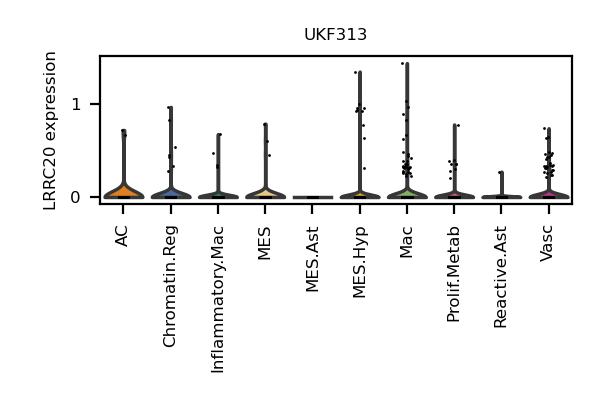 UKF313
LRRC20 expression
1
0
AC
Chromatin.Reg
Inflammatory.Mac
MES
MES.Ast
MES.Hyp
Mac
Prolif.Metab
Reactive.Ast
Vasc